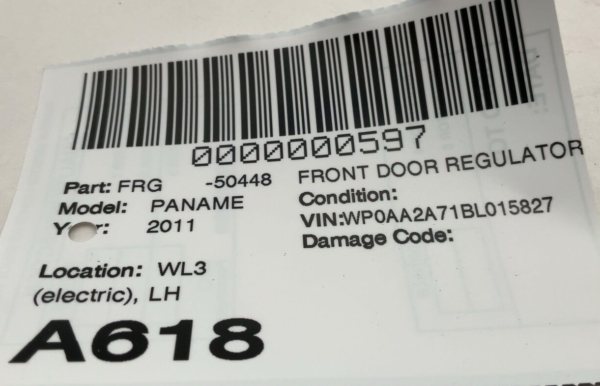 0000000597
Part: FRG -50448 FRONT DOOR REGULATOR
Model: PANAME Condition:
Year: 2011 VIN:WP0AA2A71BL015827
Damage Code:
Location: WL3
(electric), LH
A618